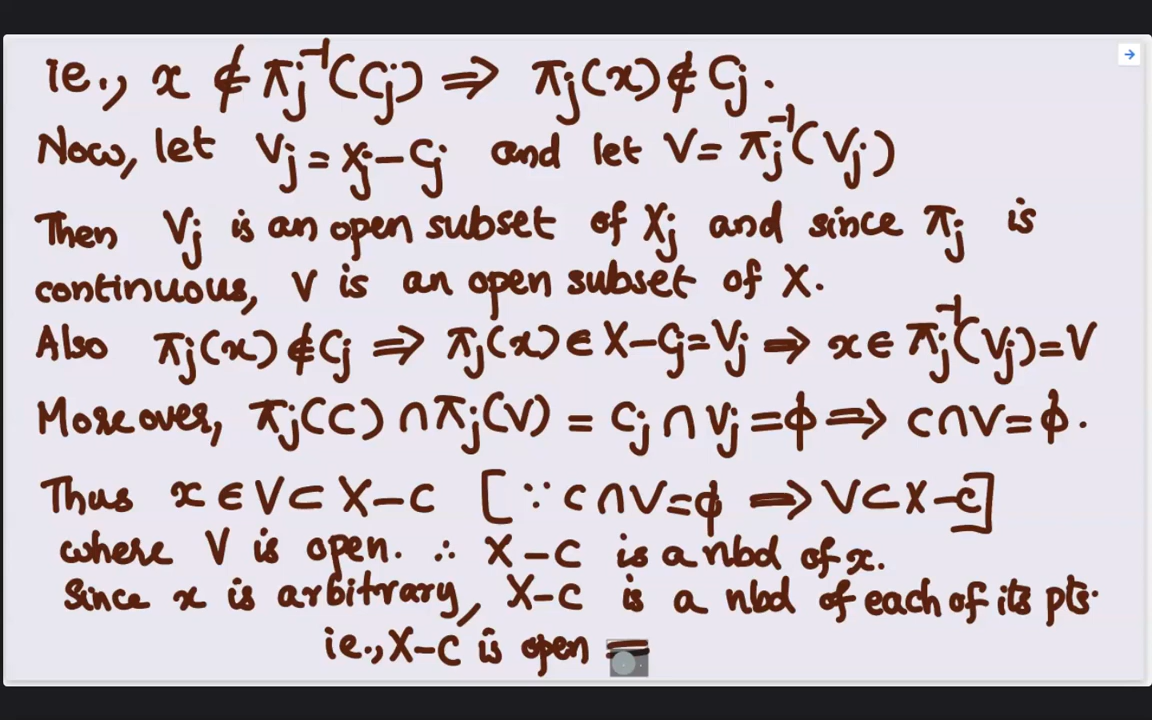 ie., x ∉ πj⁻¹(Cj) ⇒ πj(x) ∉ Cj.
Now, let Vj = Xj − Cj and let V = πj⁻¹(Vj)
Then Vj is an open subset of Xj and since πj is
continuous, V is an open subset of X.
Also πj(x) ∉ Cj ⇒ πj(x) ∈ X − Cj = Vj ⇒ x ∈ πj⁻¹(Vj) = V
Moreover, πj(C) ∩ πj(V) = Cj ∩ Vj = ϕ ⇒ C ∩ V = ϕ.
Thus x ∈ V ⊂ X − C [∵ C ∩ V = ϕ ⇒ V ⊂ X − C]
where V is open. ∴ X − C is a nbd of x.
Since x is arbitrary, X − C is a nbd of each of its pts.
ie., X − C is open =